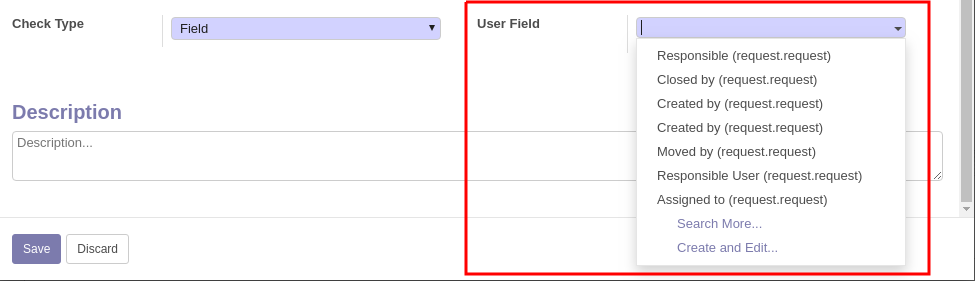 Check Type
Field
User Field
Responsible (request.request)
Closed by (request.request)
Created by (request.request)
Created by (request.request)
Moved by (request.request)
Responsible User (request.request)
Assigned to (request.request)
Search More...
Create and Edit...
Description
Description...
Save
Discard